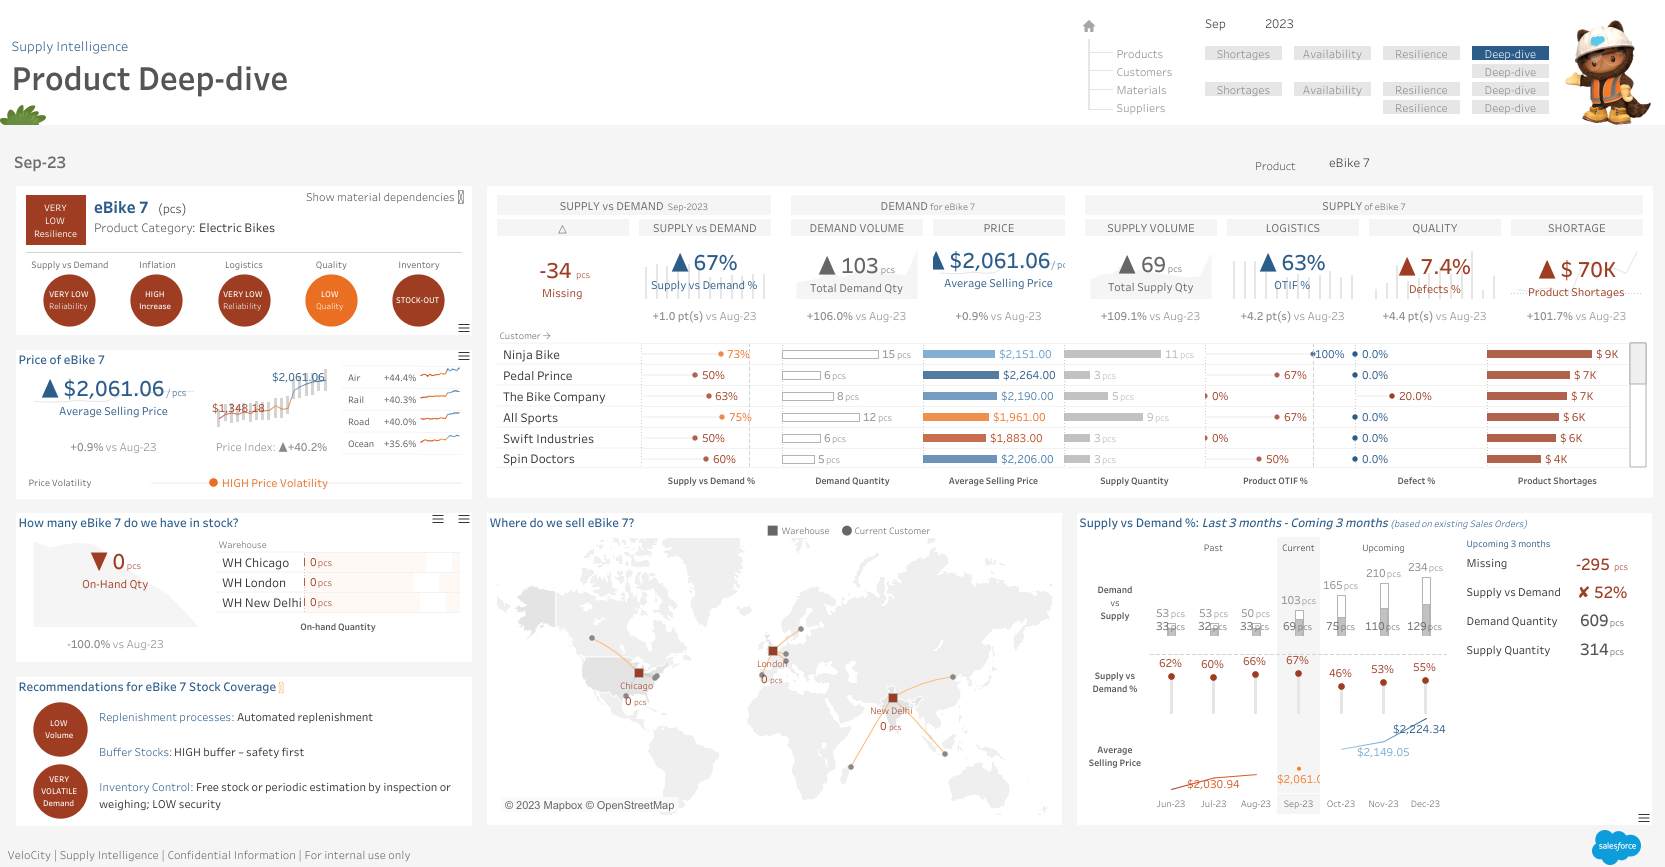 Supply Intelligence
Product Deep-dive
Sep 2023
Products Shortages Availability Resilience Deep-dive
Customers Deep-dive
Materials Shortages Availability Resilience Deep-dive
Suppliers Resilience Deep-dive
Sep-23
Product eBike 7
VERY LOW Resilience
eBike 7 (pcs)
Show material dependencies
Product Category: Electric Bikes
Supply vs Demand Inflation Logistics Quality Inventory
VERY LOW Reliability
HIGH Increase
VERY LOW Reliability
LOW Quality
STOCK-OUT
Price of eBike 7
▲ $2,061.06 / pcs
Average Selling Price
+0.9% vs Aug-23
$2,061.06
$1,348.18
Price Index: ▲+40.2%
Air +44.4%
Rail +40.3%
Road +40.0%
Ocean +35.6%
Price Volatility HIGH Price Volatility
How many eBike 7 do we have in stock?
▼ 0 pcs
On-Hand Qty
-100.0% vs Aug-23
Warehouse
WH Chicago 0 pcs
WH London 0 pcs
WH New Delhi 0 pcs
On-hand Quantity
Recommendations for eBike 7 Stock Coverage
LOW Volume
VERY VOLATILE Demand
Replenishment processes: Automated replenishment
Buffer Stocks: HIGH buffer – safety first
Inventory Control: Free stock or periodic estimation by inspection or
weighing; LOW security
SUPPLY vs DEMAND Sep-2023 DEMAND for eBike 7 SUPPLY of eBike 7
△ SUPPLY vs DEMAND DEMAND VOLUME PRICE SUPPLY VOLUME LOGISTICS QUALITY SHORTAGE
-34 pcs ▲ 67% ▲ 103 pcs ▲ $2,061.06/ pc ▲ 69 pcs ▲ 63% ▲ 7.4% ▲ $ 70K
Missing Supply vs Demand % Total Demand Qty Average Selling Price Total Supply Qty OTIF % Defects % Product Shortages
+1.0 pt(s) vs Aug-23 +106.0% vs Aug-23 +0.9% vs Aug-23 +109.1% vs Aug-23 +4.2 pt(s) vs Aug-23 +4.4 pt(s) vs Aug-23 +101.7% vs Aug-23
Customer →
Ninja Bike 73% 15 pcs $2,151.00 11 pcs 100% 0.0% $ 9K
Pedal Prince 50% 6 pcs $2,264.00 3 pcs 67% 0.0% $ 7K
The Bike Company 63% 8 pcs $2,190.00 5 pcs 0% 20.0% $ 7K
All Sports 75% 12 pcs $1,961.00 9 pcs 67% 0.0% $ 6K
Swift Industries 50% 6 pcs $1,883.00 3 pcs 0% 0.0% $ 6K
Spin Doctors 60% 5 pcs $2,206.00 3 pcs 50% 0.0% $ 4K
Supply vs Demand % Demand Quantity Average Selling Price Supply Quantity Product OTIF % Defect % Product Shortages
Where do we sell eBike 7?
Warehouse Current Customer
London
0 pcs
Chicago
0 pcs
New Delhi
0 pcs
© 2023 Mapbox © OpenStreetMap
Supply vs Demand %: Last 3 months - Coming 3 months (based on existing Sales Orders)
Past Current Upcoming
Demand
vs
Supply
53 pcs 53 pcs 50 pcs 103 pcs 165 pcs 210 pcs 234 pcs
33 pcs 32 pcs 33 pcs 69 pcs 75 pcs 110 pcs 129 pcs
Supply vs
Demand %
62% 60% 66% 67% 46% 53% 55%
Average
Selling Price
$2,030.94 $2,061.0 $2,149.05 $2,224.34
Jun-23 Jul-23 Aug-23 Sep-23 Oct-23 Nov-23 Dec-23
Upcoming 3 months
Missing -295 pcs
Supply vs Demand ✘ 52%
Demand Quantity 609 pcs
Supply Quantity 314 pcs
VeloCity | Supply Intelligence | Confidential Information | For internal use only
salesforce